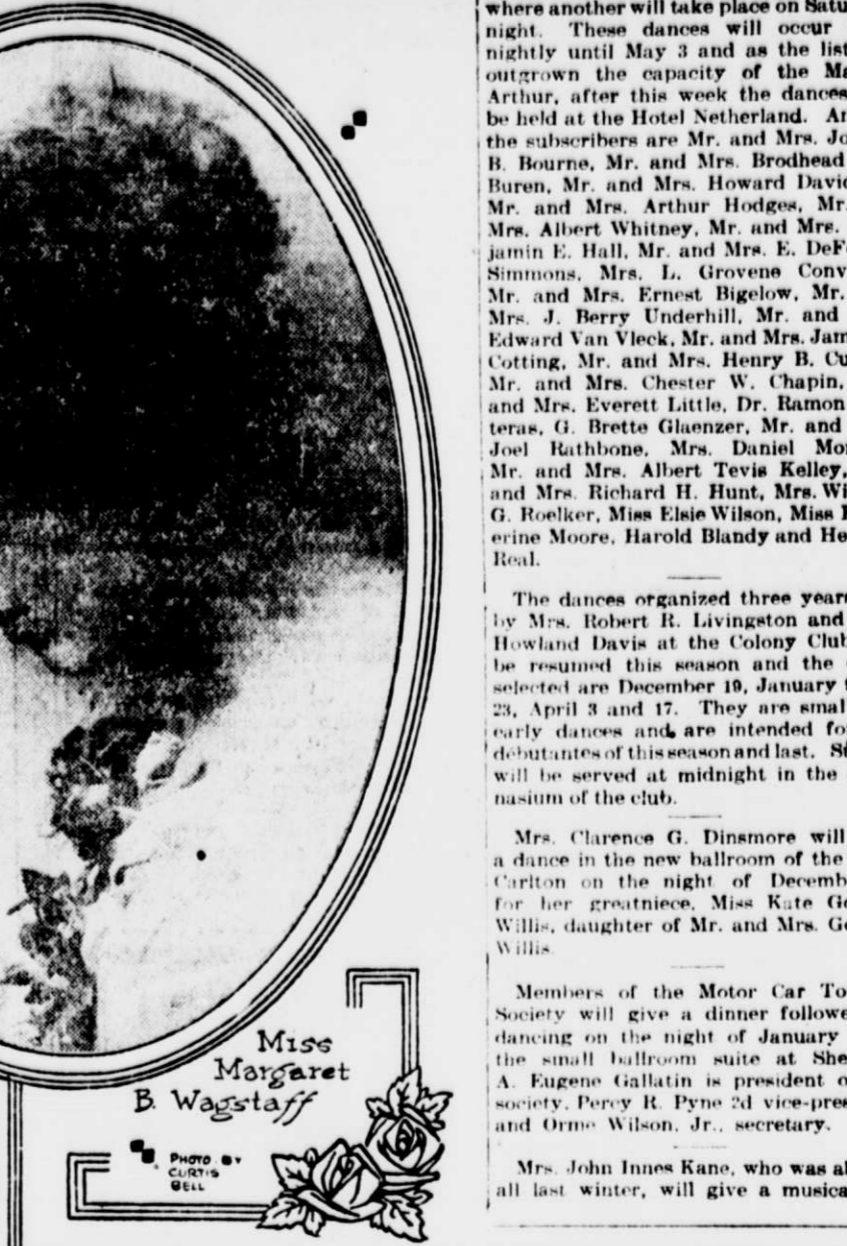 Miss
Margaret
B. Wagstaff
PHOTO BY
CURTIS
BELL
where another will take place on Satu
night. These dances will occur
nightly until May 3 and as the list
outgrown the capacity of the Ma
Arthur, after this week the dances
be held at the Hotel Netherland. Ar
the subscribers are Mr. and Mrs. Jo
B. Bourne, Mr. and Mrs. Brodhead
Buren, Mr. and Mrs. Howard Davi
Mr. and Mrs. Arthur Hodges, Mr.
Mrs. Albert Whitney, Mr. and Mrs.
jamin E. Hall, Mr. and Mrs. E. DeF
Simmons, Mrs. L. Grovene Conv
Mr. and Mrs. Ernest Bigelow, Mr.
Mrs. J. Berry Underhill, Mr. and
Edward Van Vleck, Mr. and Mrs. Jam
Cotting, Mr. and Mrs. Henry B. Cu
Mr. and Mrs. Chester W. Chapin,
and Mrs. Everett Little, Dr. Ramon
teras, G. Brette Glaenzer, Mr. and
Joel Rathbone, Mrs. Daniel Mor
Mr. and Mrs. Albert Tevis Kelley,
and Mrs. Richard H. Hunt, Mrs. Wi
G. Roelker, Miss Elsie Wilson, Miss
erine Moore, Harold Blandy and He
Real.
The dances organized three years
by Mrs. Robert R. Livingston and
Howland Davis at the Colony Club
be resumed this season and the
selected are December 19, January
23, April 3 and 17. They are smal
early dances and are intended fo
débutantes of this season and last. S
will be served at midnight in the
nasium of the club.
Mrs. Clarence G. Dinsmore will
a dance in the new ballroom of the
Carlton on the night of Decemb
for her greatniece, Miss Kate G
Willis, daughter of Mr. and Mrs. G
Willis.
Members of the Motor Car To
Society will give a dinner followe
dancing on the night of January
the small ballroom suite at She
A. Eugene Gallatin is president o
society, Percy R. Pyne 2d vice-pres
and Orme Wilson, Jr., secretary.
Mrs. John Innes Kane, who was al
all last winter, will give a musica